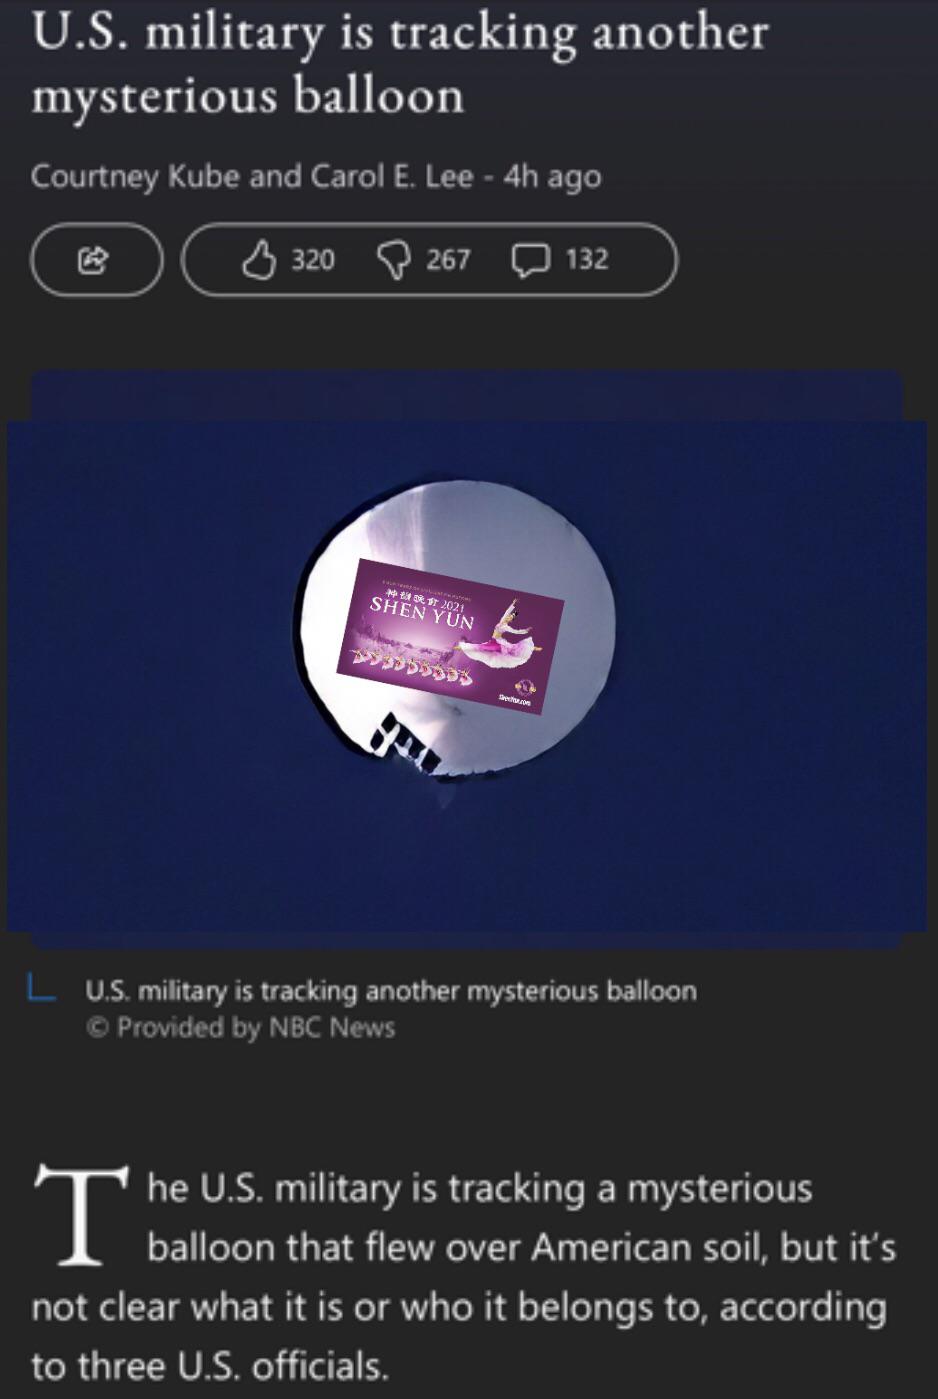 U.S. military is tracking another
mysterious balloon
Courtney Kube and Carol E. Lee - 4h ago
320 267 132
神韻晚會 2021
SHEN YUN
U.S. military is tracking another mysterious balloon
© Provided by NBC News
The U.S. military is tracking a mysterious
balloon that flew over American soil, but it’s
not clear what it is or who it belongs to, according
to three U.S. officials.